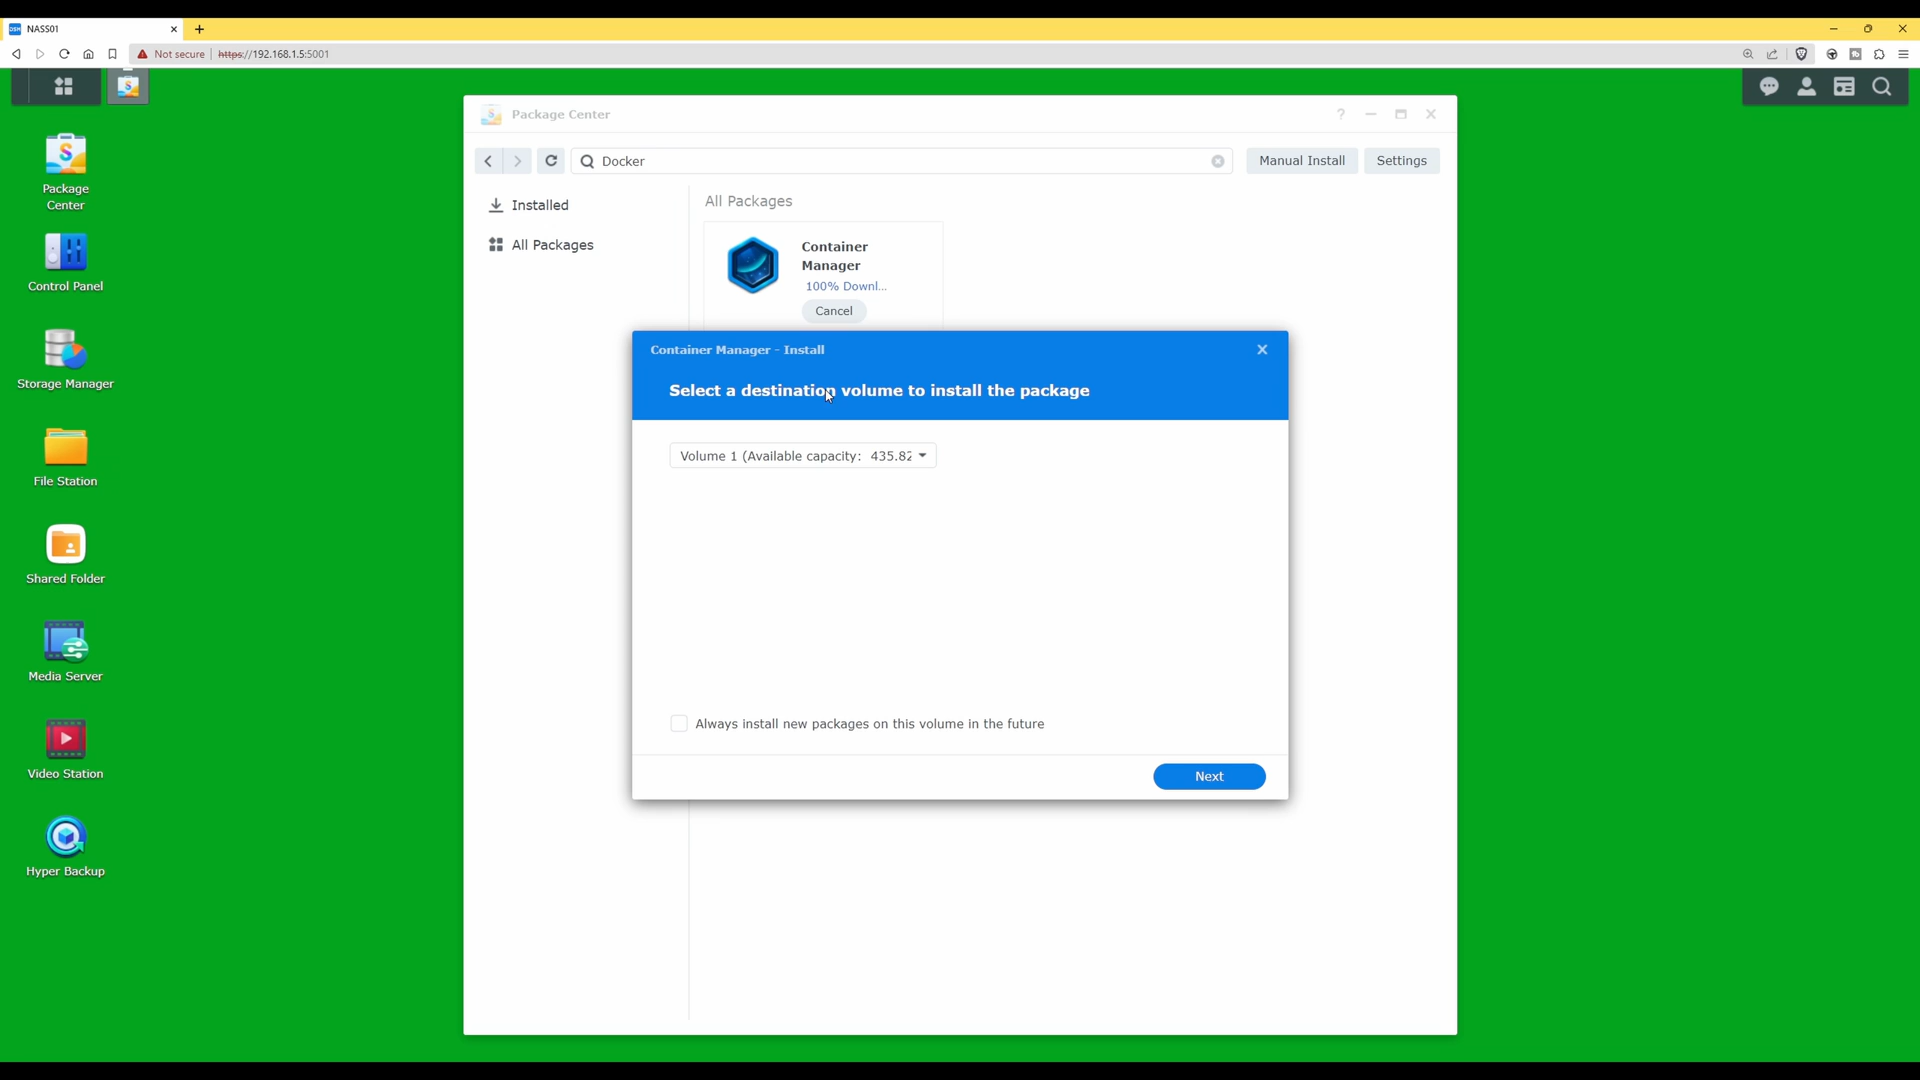 NASS01
Not secure
https://192.168.1.5:5001
Package
Center
Control Panel
Storage Manager
File Station
Shared Folder
Media Server
Video Station
Hyper Backup
Package Center
Docker
Manual Install
Settings
Installed
All Packages
All Packages
Container
Manager
100% Downl...
Cancel
Container Manager - Install
Select a destination volume to install the package
Volume 1 (Available capacity: 435.82
Always install new packages on this volume in the future
Next